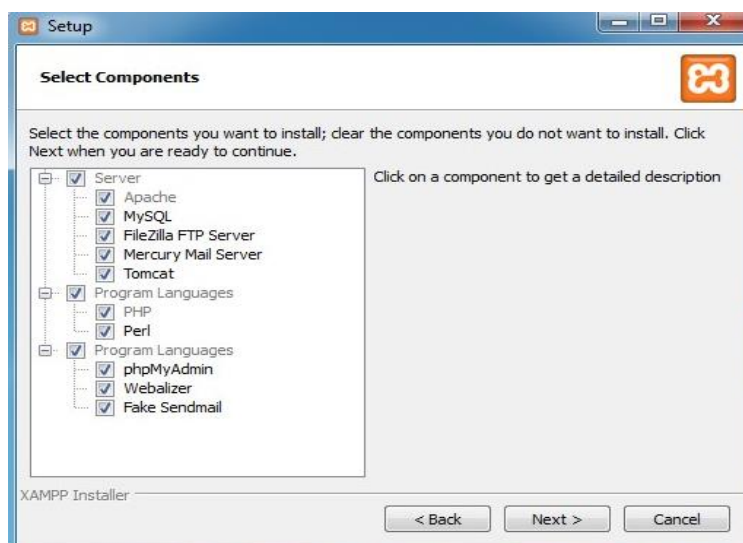 Setup
Select Components
Select the components you want to install; clear the components you do not want to install. Click
Next when you are ready to continue.
Server
Apache
MySQL
FileZilla FTP Server
Mercury Mail Server
Tomcat
Program Languages
PHP
Perl
Program Languages
phpMyAdmin
Webalizer
Fake Sendmail
Click on a component to get a detailed description
XAMPP Installer
< Back Next > Cancel